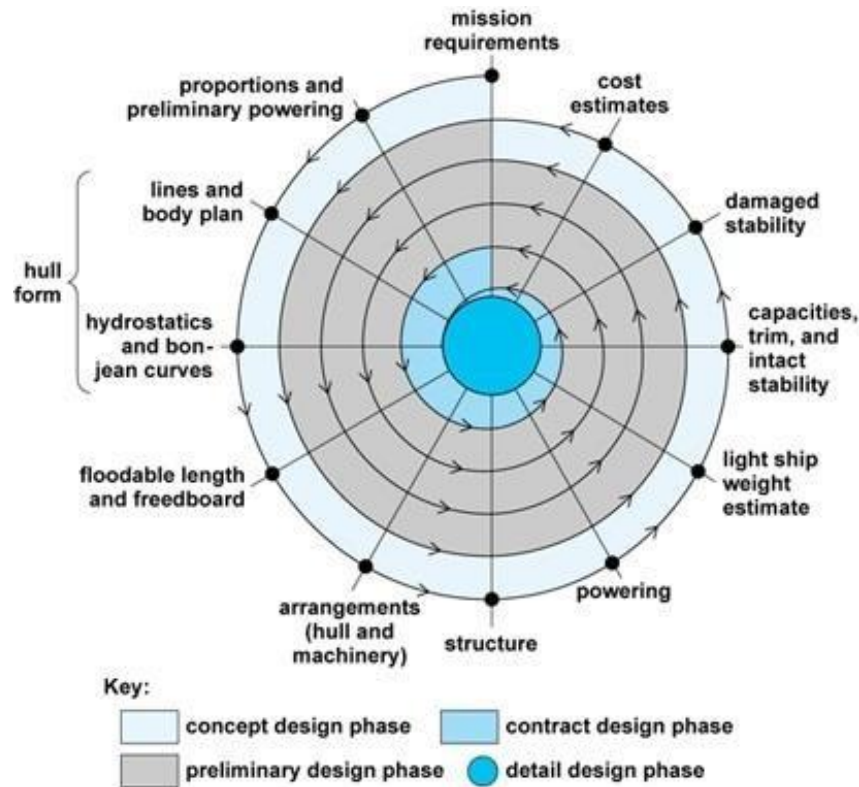 mission
requirements
cost
estimates
proportions and
preliminary powering
lines and
body plan
damaged
stability
hull
form
hydrostatics
and bon-
jean curves
capacities,
trim, and
intact
stability
floodable length
and freedboard
light ship
weight
estimate
arrangements
(hull and
machinery)
structure
powering
Key:
concept design phase
contract design phase
preliminary design phase
detail design phase